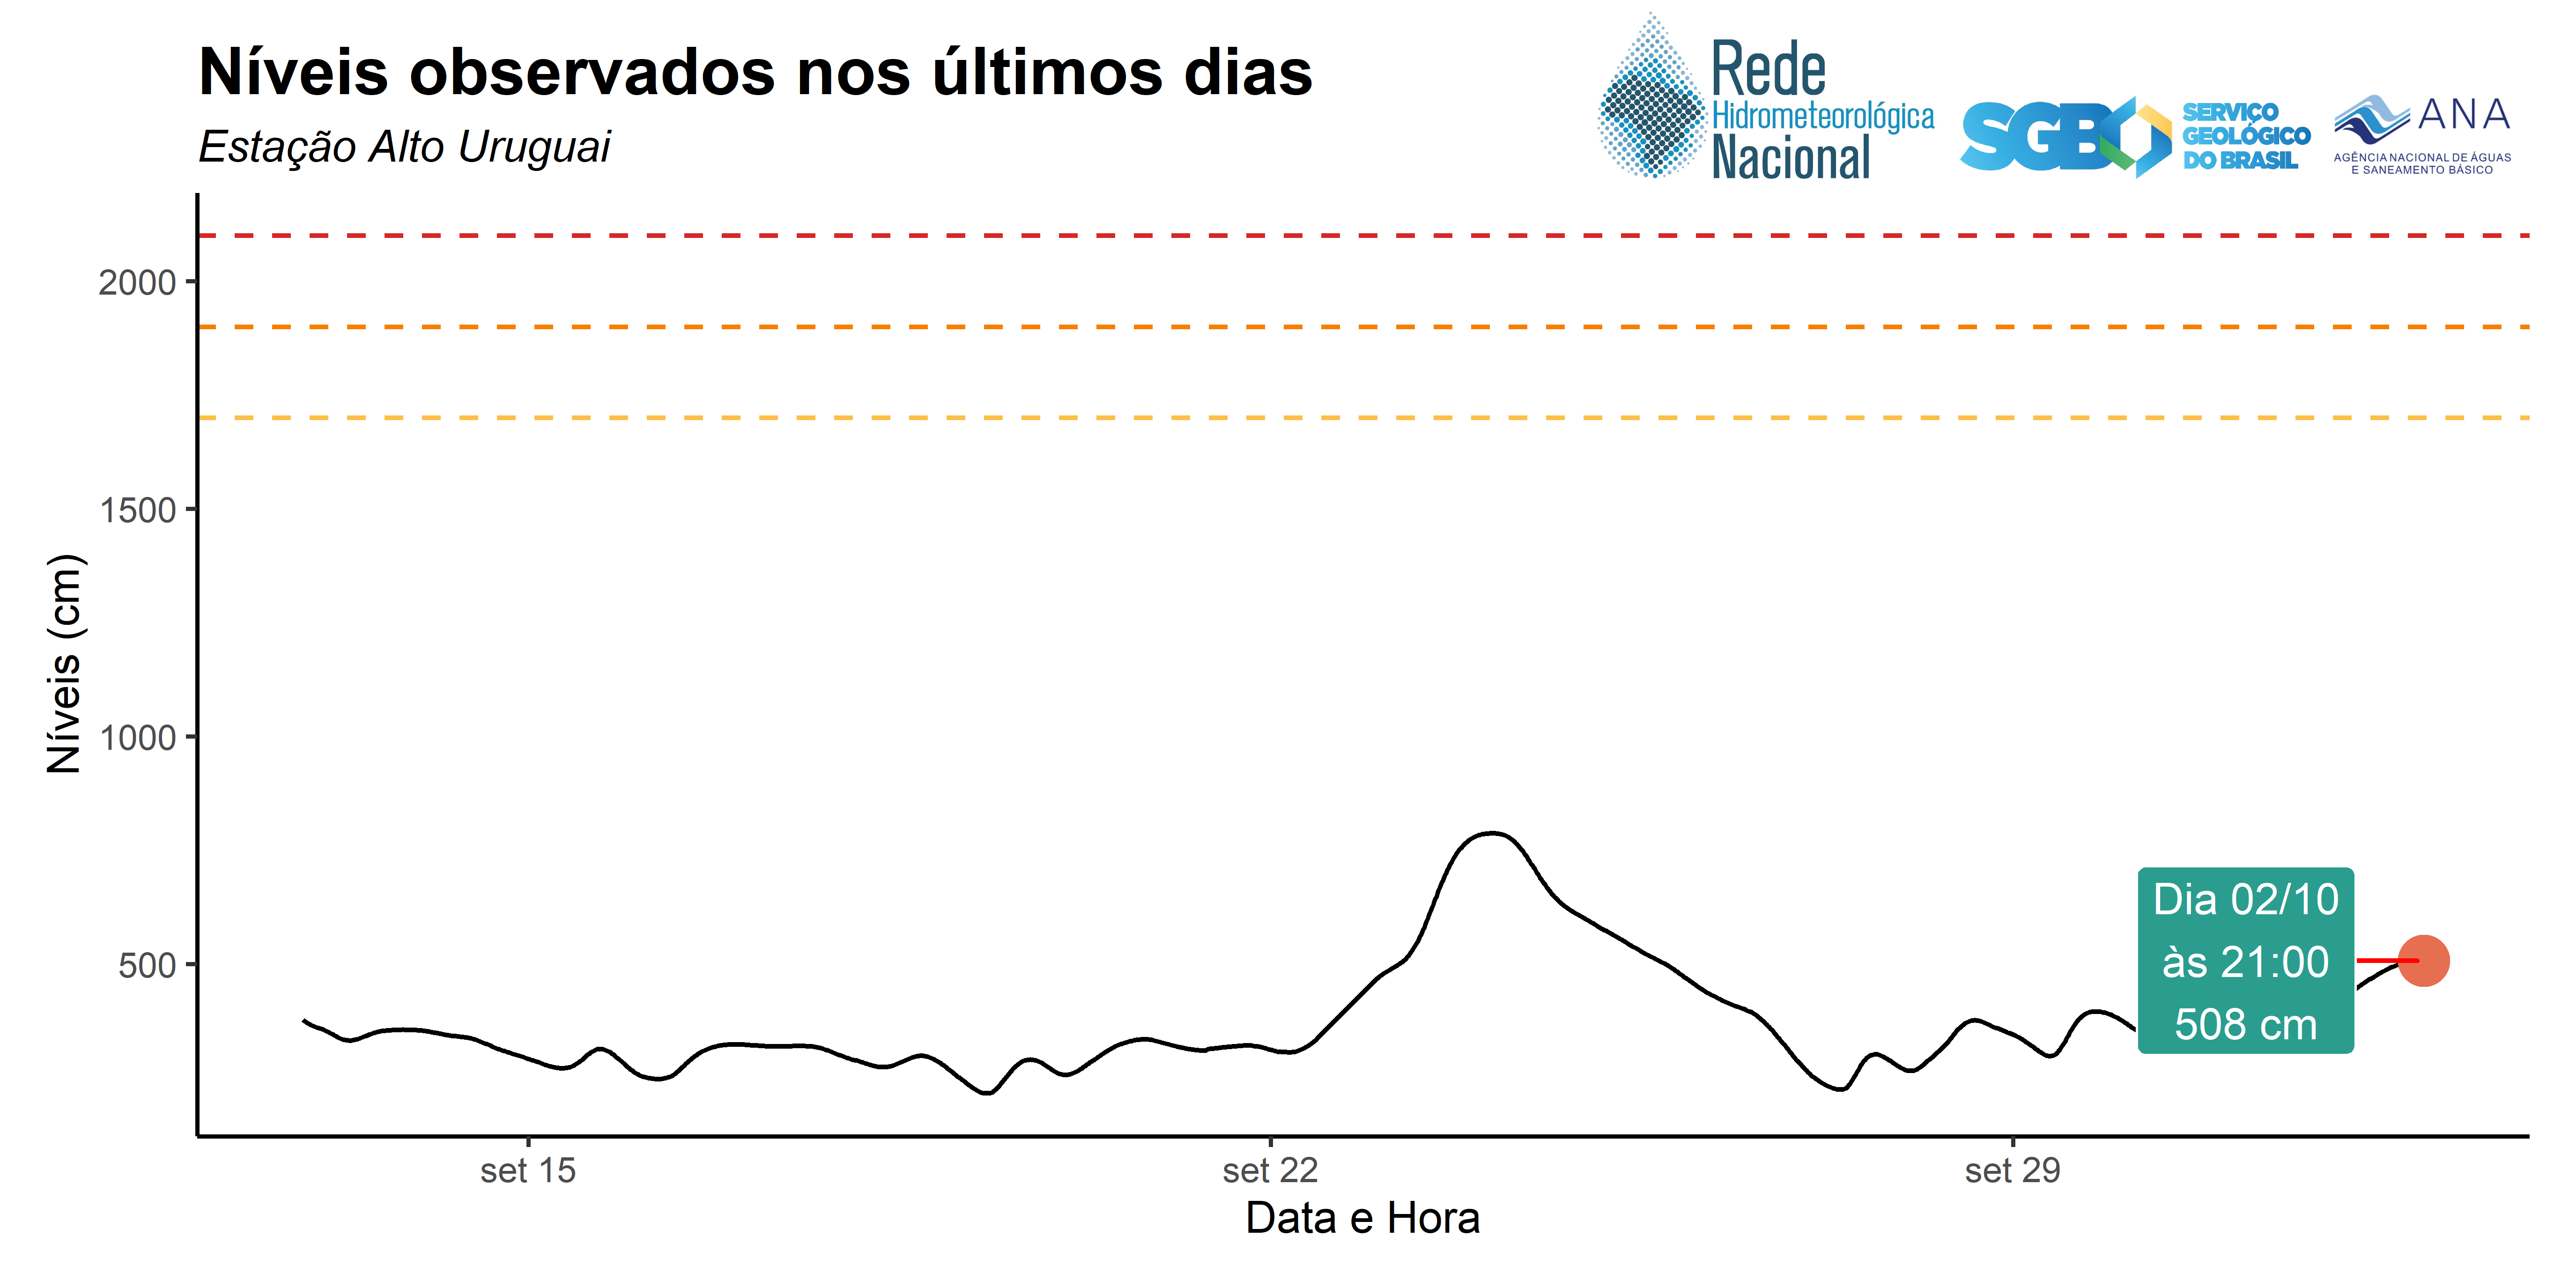 Níveis observados nos últimos dias
Estação Alto Uruguai
Rede
Hidrometeorológica
Nacional
SGB
SERVIÇO
GEOLÓGICO
DO BRASIL
ANA
AGÊNCIA NACIONAL DE ÁGUAS
E SANEAMENTO BÁSICO
Níveis (cm)
2000
1500
1000
500
Dia 02/10
às 21:00
508 cm
set 15
set 22
set 29
Data e Hora